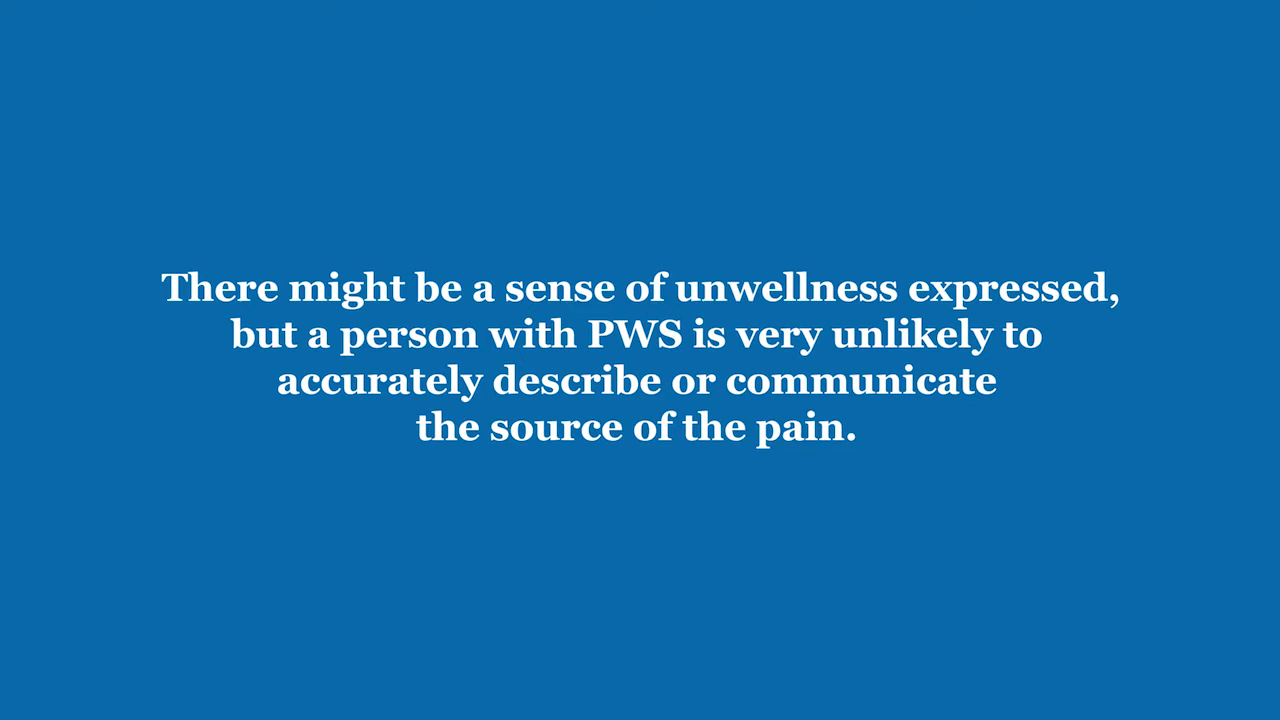 There might be a sense of unwellness expressed,
but a person with PWS is very unlikely to
accurately describe or communicate
the source of the pain.